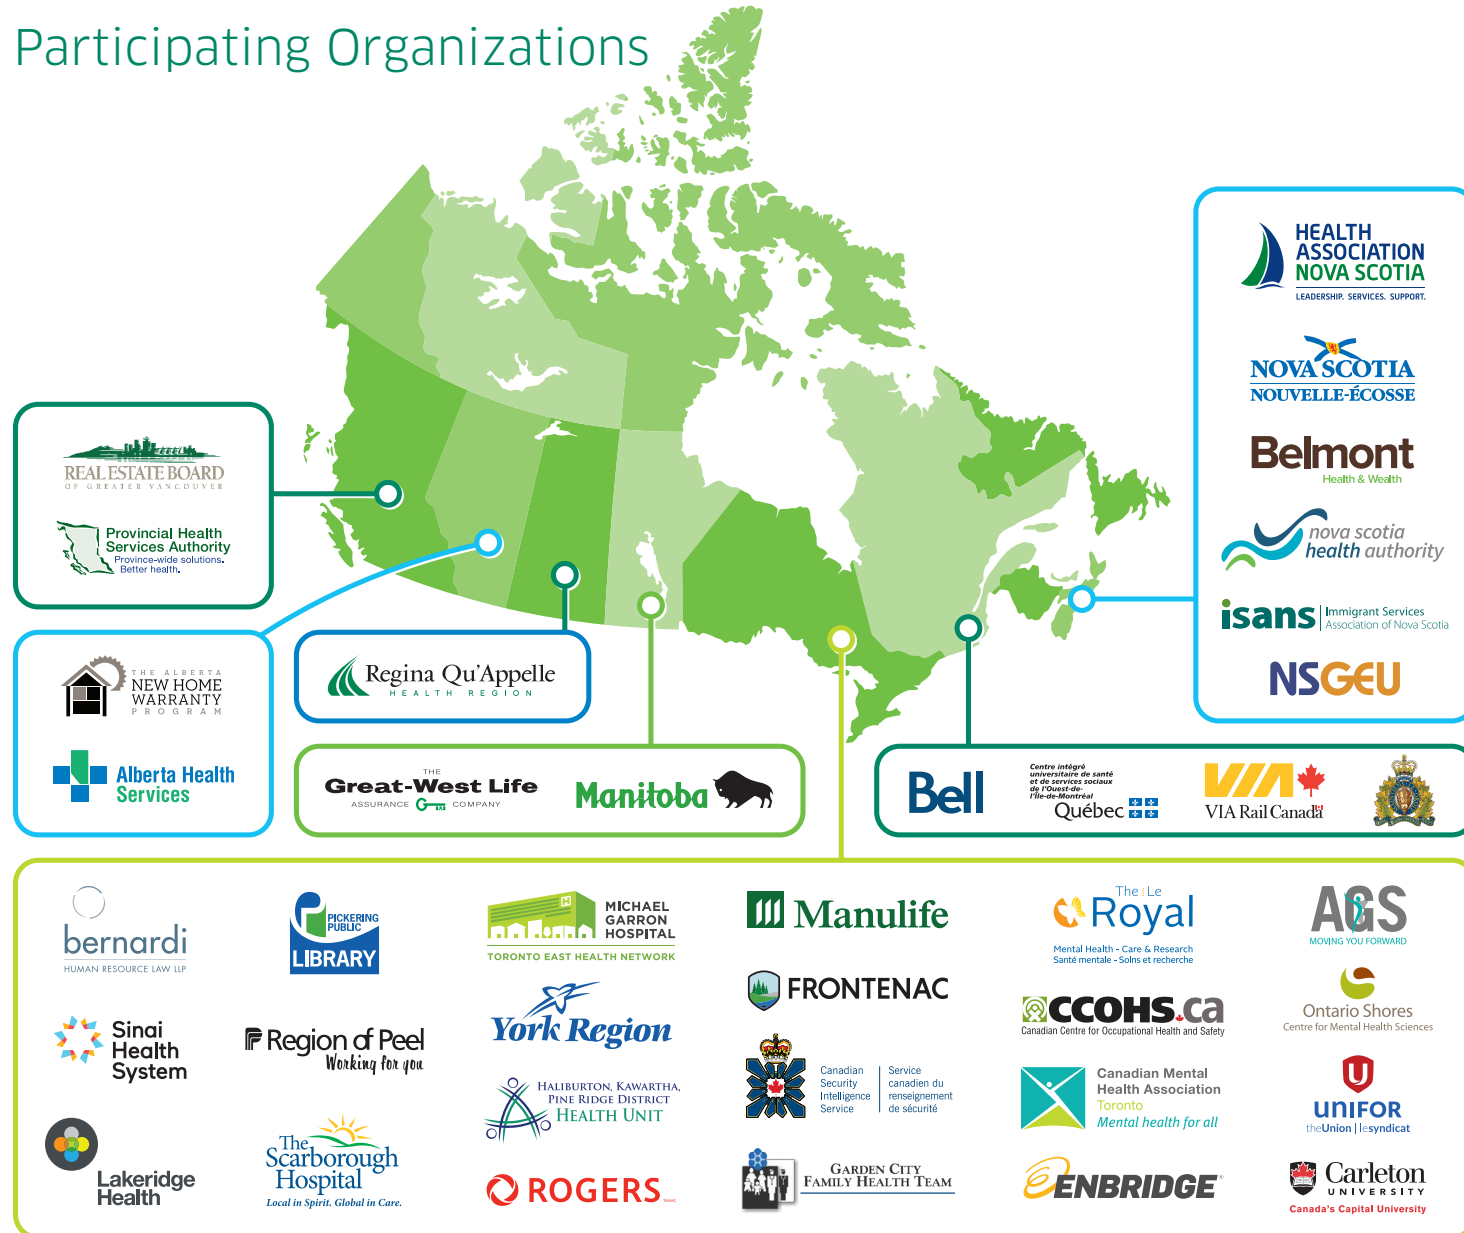 Participating Organizations
HEALTH
ASSOCIATION
NOVA SCOTIA
LEADERSHIP. SERVICES. SUPPORT.
NOVA SCOTIA
NOUVELLE-ÉCOSSE
Belmont
Health & Wealth
nova scotia
health authority
isans
Immigrant Services
Association of Nova Scotia
NSGEU
REAL ESTATE BOARD
OF GREATER VANCOUVER
Provincial Health
Services Authority
Province-wide solutions.
Better health.
THE ALBERTA
NEW HOME
WARRANTY
PROGRAM
Alberta Health
Services
Regina Qu'Appelle
HEALTH REGION
THE
Great-West Life
ASSURANCE COMPANY
Manitoba
Bell
Centre intégré
universitaire de santé
et de services sociaux
de l'Ouest-de-
l'Île-de-Montréal
Québec
VIA
VIA Rail Canada
bernardi
HUMAN RESOURCE LAW LLP
PICKERING
PUBLIC
LIBRARY
MICHAEL
GARRON
HOSPITAL
TORONTO EAST HEALTH NETWORK
Manulife
The Le
Royal
Mental Health - Care & Research
Santé mentale - Soins et recherche
AGS
MOVING YOU FORWARD
Sinai
Health
System
Region of Peel
Working for you
York Region
FRONTENAC
CCOHS.ca
Canadian Centre for Occupational Health and Safety
Ontario Shores
Centre for Mental Health Sciences
HALIBURTON, KAWARTHA,
PINE RIDGE DISTRICT
HEALTH UNIT
Canadian
Security
Intelligence
Service
Service
canadien du
renseignement
de sécurité
Canadian Mental
Health Association
Toronto
Mental health for all
UNIFOR
theUnion | lesyndicat
Lakeridge
Health
The
Scarborough
Hospital
Local in Spirit. Global in Care.
ROGERS
GARDEN CITY
FAMILY HEALTH TEAM
ENBRIDGE
Carleton
UNIVERSITY
Canada's Capital University